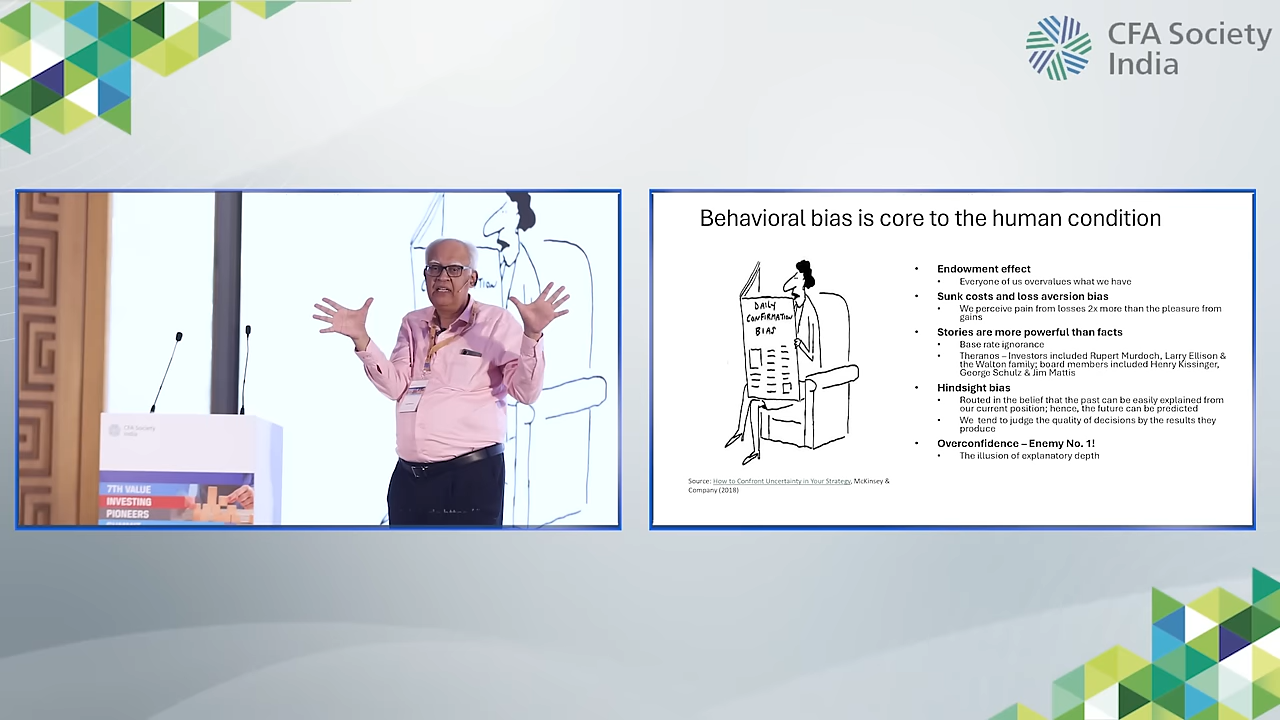 CFA Society
India
CFA Society
India
7TH VALUE
INVESTING
PIONEERS
Behavioral bias is core to the human condition
DAILY
CONFIRMATION
BIAS
Source: How to Confront Uncertainty in Your Strategy, McKinsey &
Company (2018)
• Endowment effect
• Everyone of us overvalues what we have
• Sunk costs and loss aversion bias
• We perceive pain from losses 2x more than the pleasure from
gains
• Stories are more powerful than facts
• Base rate ignorance
• Theranos – Investors included Rupert Murdoch, Larry Ellison &
the Walton family; board members included Henry Kissinger,
George Schulz & Jim Mattis
• Hindsight bias
• Routed in the belief that the past can be easily explained from
our current position; hence, the future can be predicted
• We tend to judge the quality of decisions by the results they
produce
• Overconfidence – Enemy No. 1!
• The illusion of explanatory depth